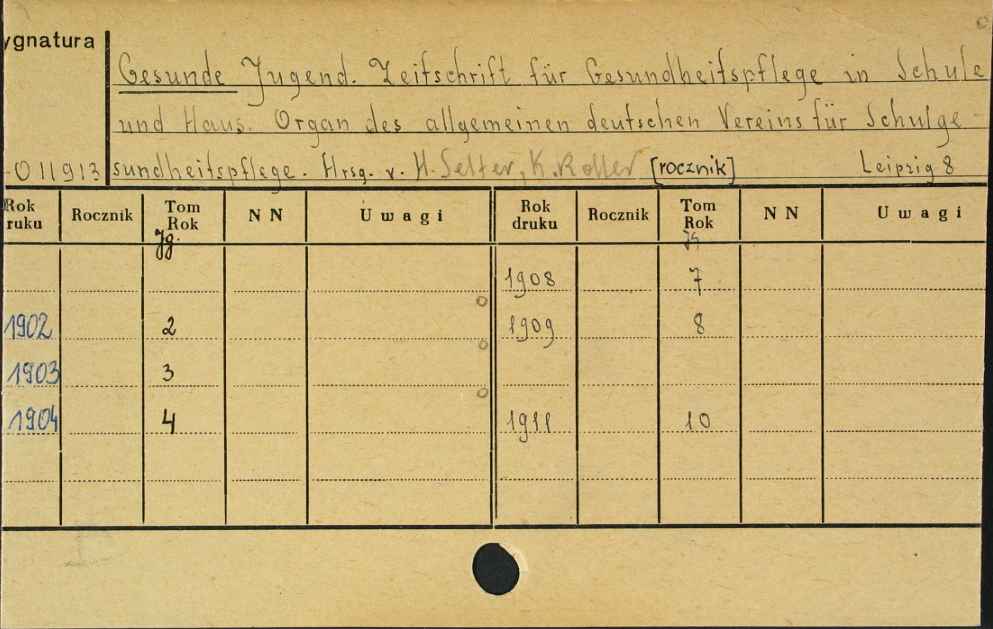 ygnatura
Gesunde Jugend. Zeitschrift für Gesundheitspflege in Schule
und Haus. Organ des allgemeinen deutschen Vereins für Schulge
011913 sundheitspflege. Hrsg. v. H. Selter, K. Roller [rocznik] Leipzig 8
Rok ruku Rocznik Tom Rok N N Uwagi Rok druku Rocznik Tom Rok N N Uwagi
Jg. Jg
1908 7
1902 2 1909 8
1903 3
1904 4 1911 10